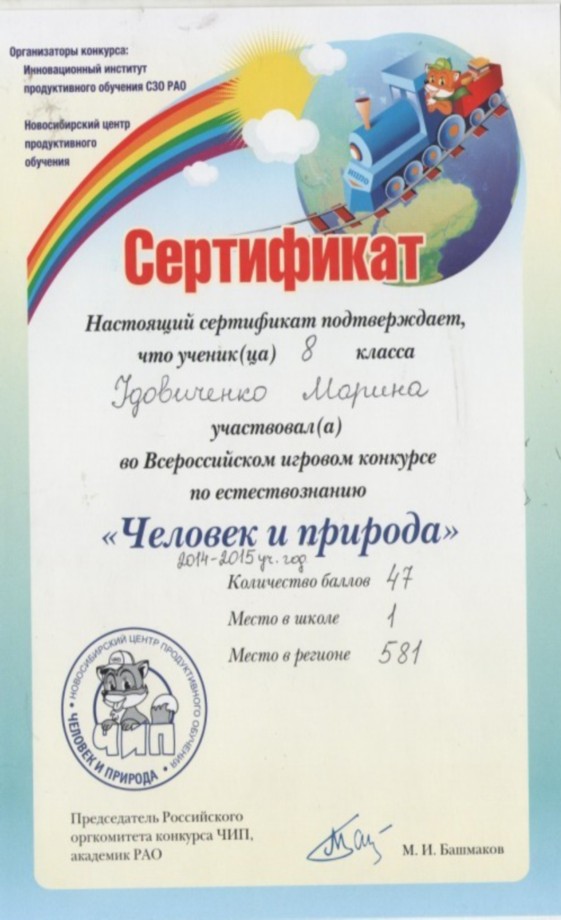 Организаторы конкурса:
Инновационный институт
продуктивного обучения СЗО РАО
Новосибирский центр
продуктивного
обучения
Сертификат
Настоящий сертификат подтверждает,
что ученик(ца) 8 класса
Удовиченко Марина
участвовал(а)
во Всероссийском игровом конкурсе
по естествознанию
«Человек и природа»
2014-2015 уч. год
Количество баллов 47
Место в школе 1
Место в регионе 581
НОВОСИБИРСКИЙ ЦЕНТР ПРОДУКТИВНОГО ОБУЧЕНИЯ
ЧИП
ЧЕЛОВЕК И ПРИРОДА
Председатель Российского
оргкомитета конкурса ЧИП,
академик РАО
М. И. Башмаков